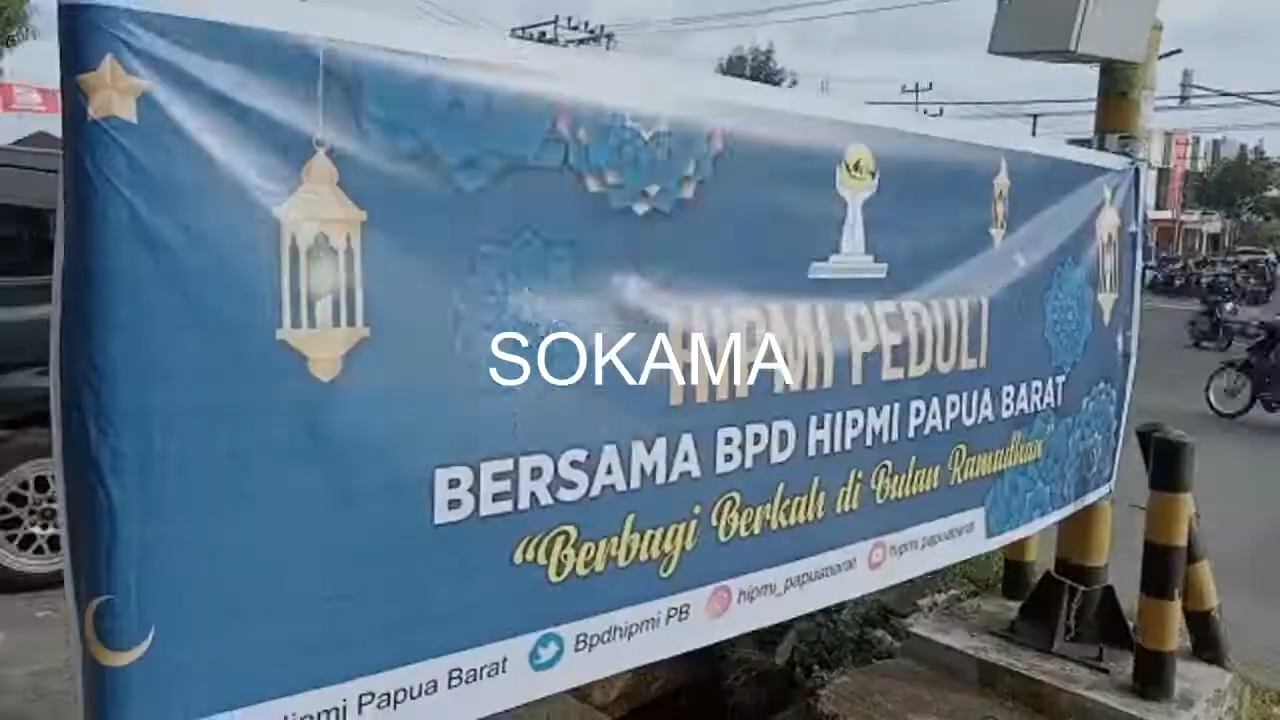 HIPMI PEDULI
SOKAMA
BERSAMA BPD HIPMI PAPUA BARAT
"Berbagi Berkah di Bulan Ramadhan"
Papua Barat Bpdhipmi PB hipmi_papuabarat hipmi papuabarat